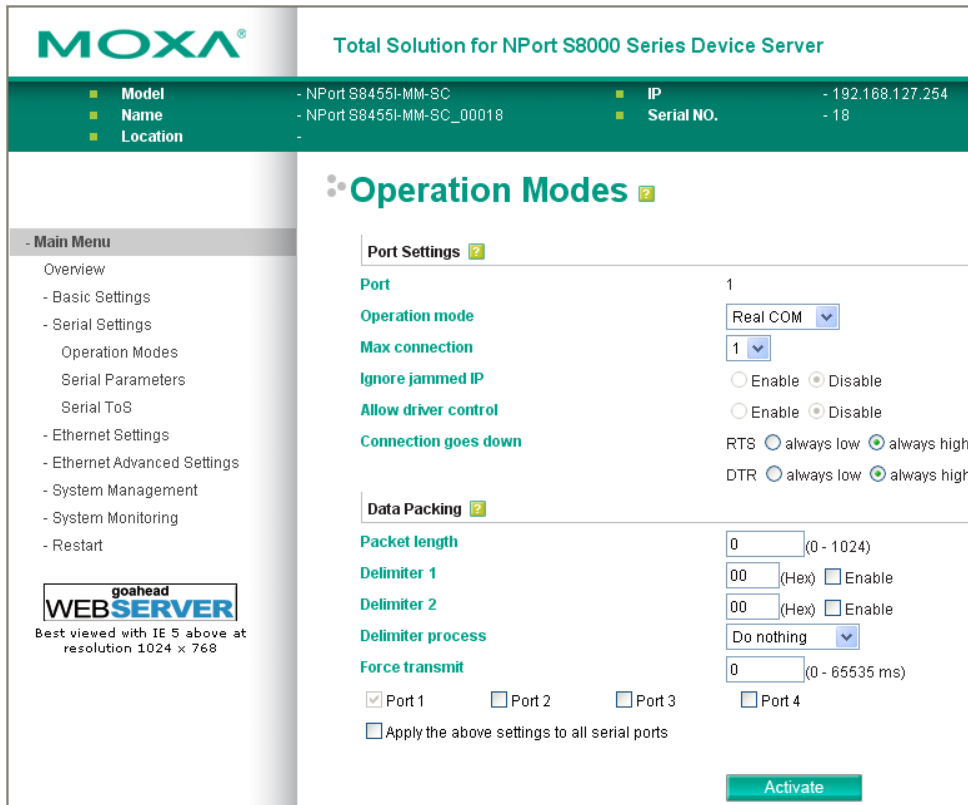 MOXA®
Total Solution for NPort S8000 Series Device Server
Model - NPort S8455I-MM-SC IP - 192.168.127.254
Name - NPort S8455I-MM-SC_00018 Serial NO. - 18
Location -
- Main Menu
Overview
- Basic Settings
- Serial Settings
Operation Modes
Serial Parameters
Serial ToS
- Ethernet Settings
- Ethernet Advanced Settings
- System Management
- System Monitoring
- Restart
goahead
WEBSERVER
Best viewed with IE 5 above at
resolution 1024 x 768
Operation Modes ?
Port Settings ?
Port 1
Operation mode Real COM
Max connection 1
Ignore jammed IP Enable Disable
Allow driver control Enable Disable
Connection goes down RTS always low always high
DTR always low always high
Data Packing ?
Packet length 0 (0 - 1024)
Delimiter 1 00 (Hex) Enable
Delimiter 2 00 (Hex) Enable
Delimiter process Do nothing
Force transmit 0 (0 - 65535 ms)
Port 1 Port 2 Port 3 Port 4
Apply the above settings to all serial ports
Activate